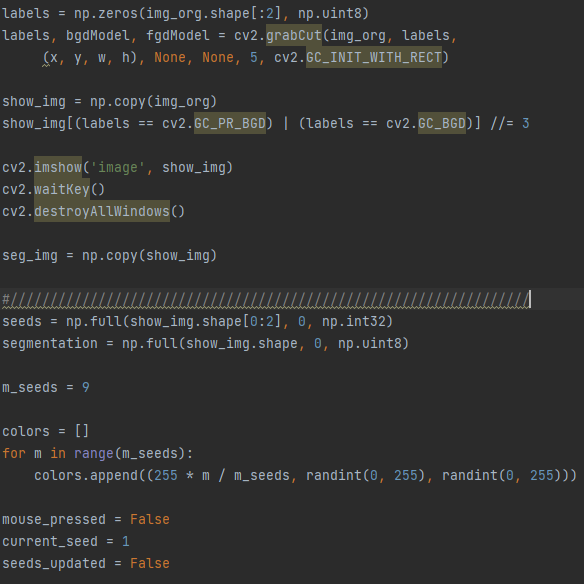 labels = np.zeros(img_org.shape[:2], np.uint8)
labels, bgdModel, fgdModel = cv2.grabCut(img_org, labels,
     (x, y, w, h), None, None, 5, cv2.GC_INIT_WITH_RECT)
show_img = np.copy(img_org)
show_img[(labels == cv2.GC_PR_BGD) | (labels == cv2.GC_BGD)] //= 3
cv2.imshow('image', show_img)
cv2.waitKey()
cv2.destroyAllWindows()
seg_img = np.copy(show_img)
#/////////////////////////////////////////////////////////////////
seeds = np.full(show_img.shape[0:2], 0, np.int32)
segmentation = np.full(show_img.shape, 0, np.uint8)
m_seeds = 9
colors = []
for m in range(m_seeds):
    colors.append((255 * m / m_seeds, randint(0, 255), randint(0, 255)))
mouse_pressed = False
current_seed = 1
seeds_updated = False